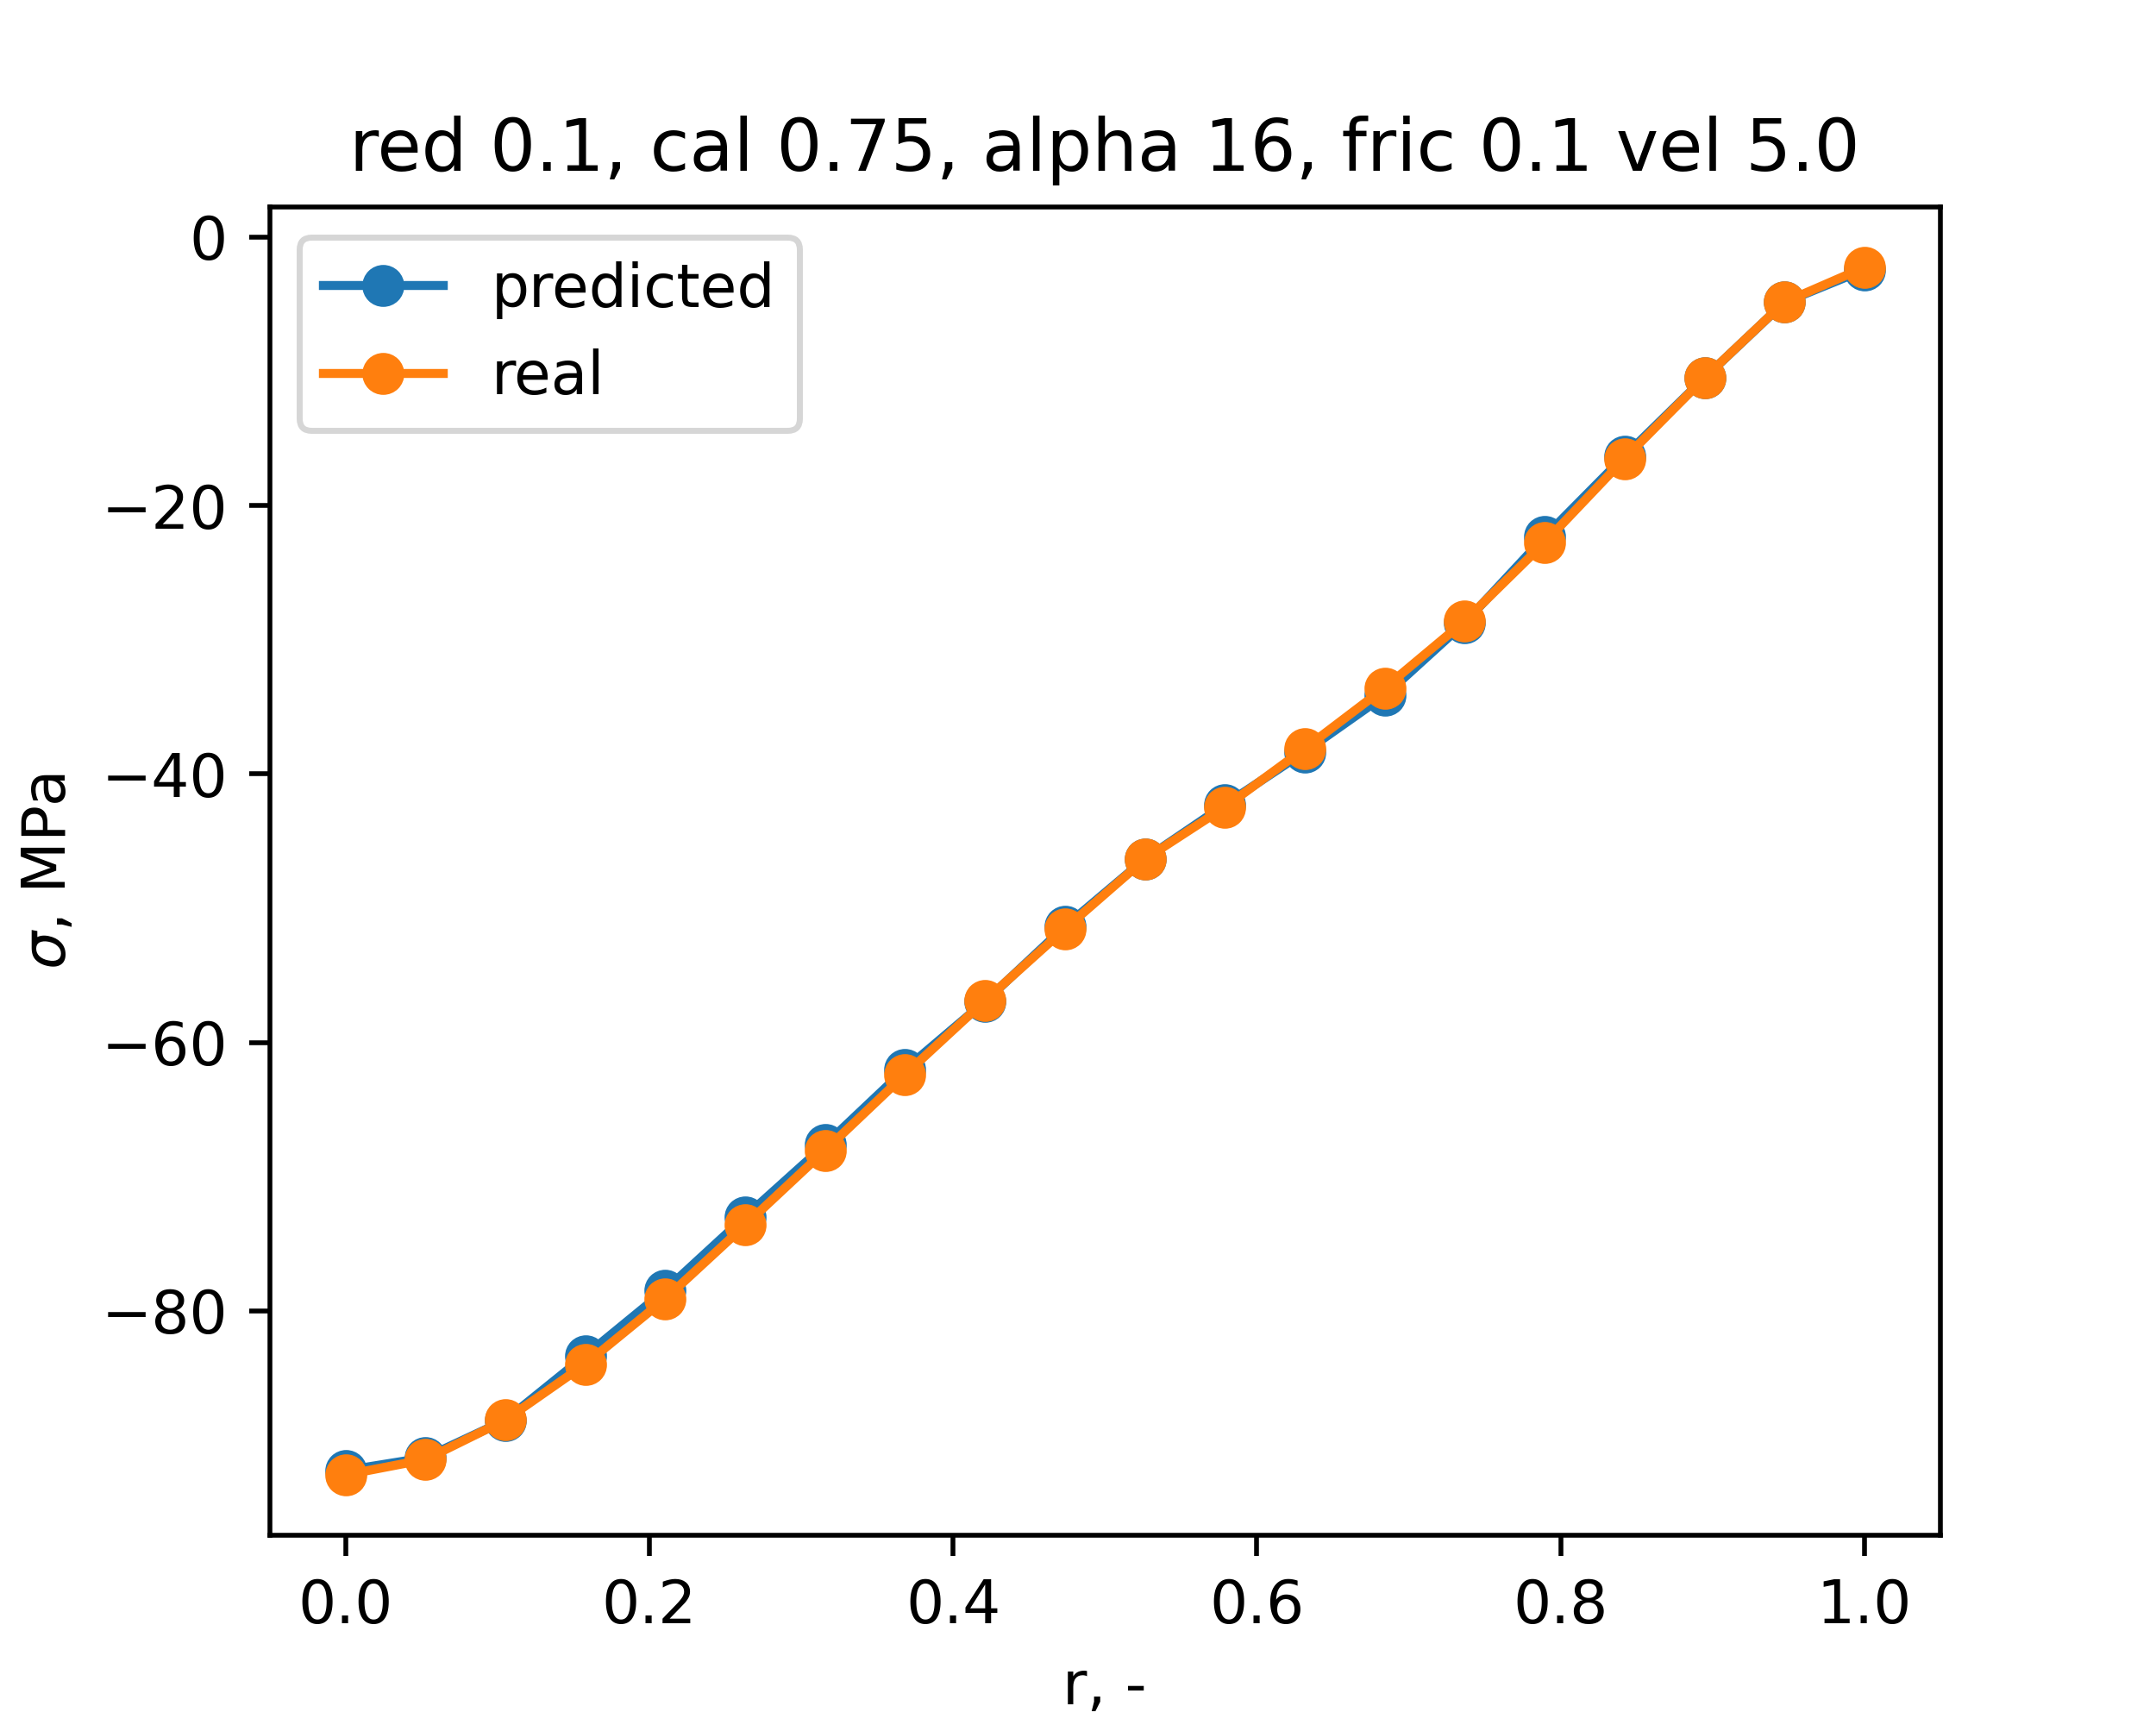 red 0.1, cal 0.75, alpha 16, fric 0.1 vel 5.0
predicted
real
0
−20
−40
−60
−80
σ, MPa
0.0 0.2 0.4 0.6 0.8 1.0
r, -